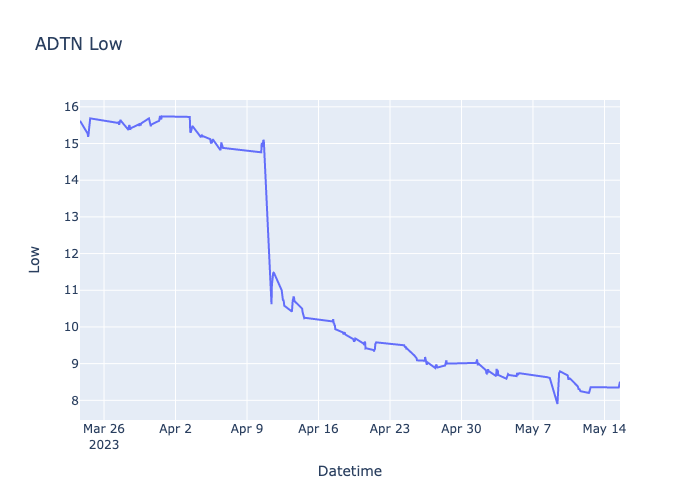 ADTN Low
Low
16
15
14
13
12
11
10
9
8
Mar 26
2023
Apr 2
Apr 9
Apr 16
Apr 23
Apr 30
May 7
May 14
Datetime